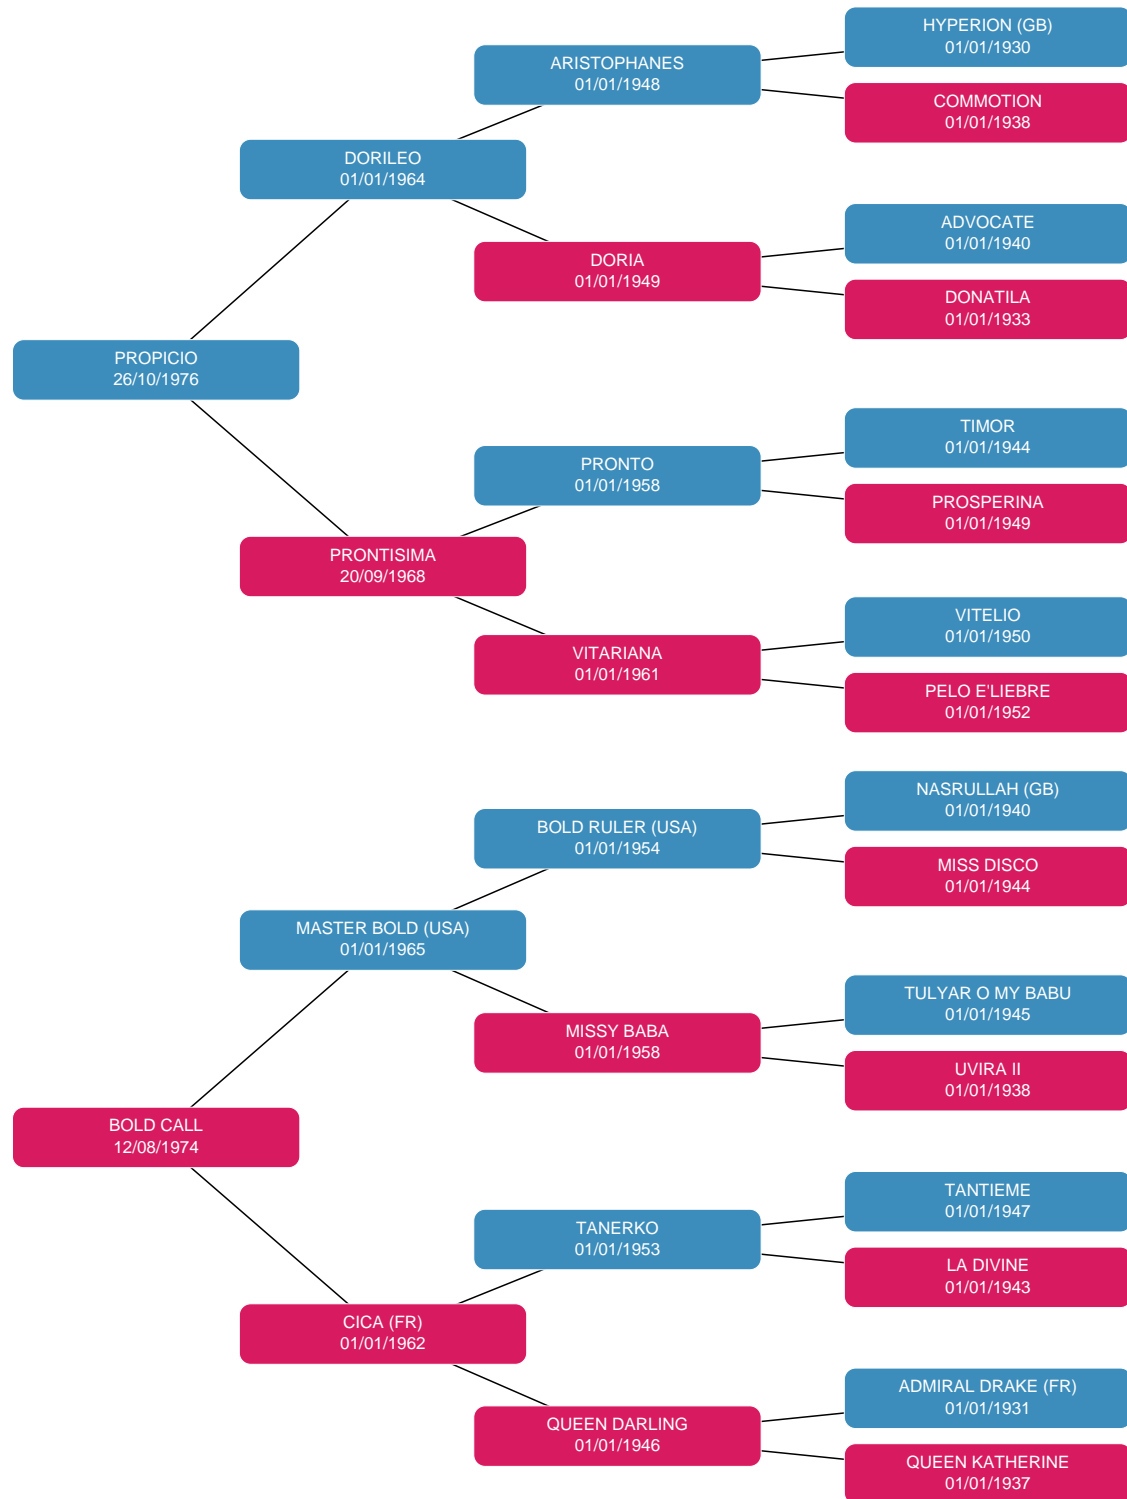 HYPERION (GB)
01/01/1930
ARISTOPHANES
01/01/1948
COMMOTION
01/01/1938
DORILEO
01/01/1964
ADVOCATE
01/01/1940
DORIA
01/01/1949
DONATILA
01/01/1933
PROPICIO
26/10/1976
TIMOR
01/01/1944
PRONTO
01/01/1958
PROSPERINA
01/01/1949
PRONTISIMA
20/09/1968
VITELIO
01/01/1950
VITARIANA
01/01/1961
PELO E'LIEBRE
01/01/1952
NASRULLAH (GB)
01/01/1940
BOLD RULER (USA)
01/01/1954
MISS DISCO
01/01/1944
MASTER BOLD (USA)
01/01/1965
TULYAR O MY BABU
01/01/1945
MISSY BABA
01/01/1958
UVIRA II
01/01/1938
BOLD CALL
12/08/1974
TANTIEME
01/01/1947
TANERKO
01/01/1953
LA DIVINE
01/01/1943
CICA (FR)
01/01/1962
ADMIRAL DRAKE (FR)
01/01/1931
QUEEN DARLING
01/01/1946
QUEEN KATHERINE
01/01/1937